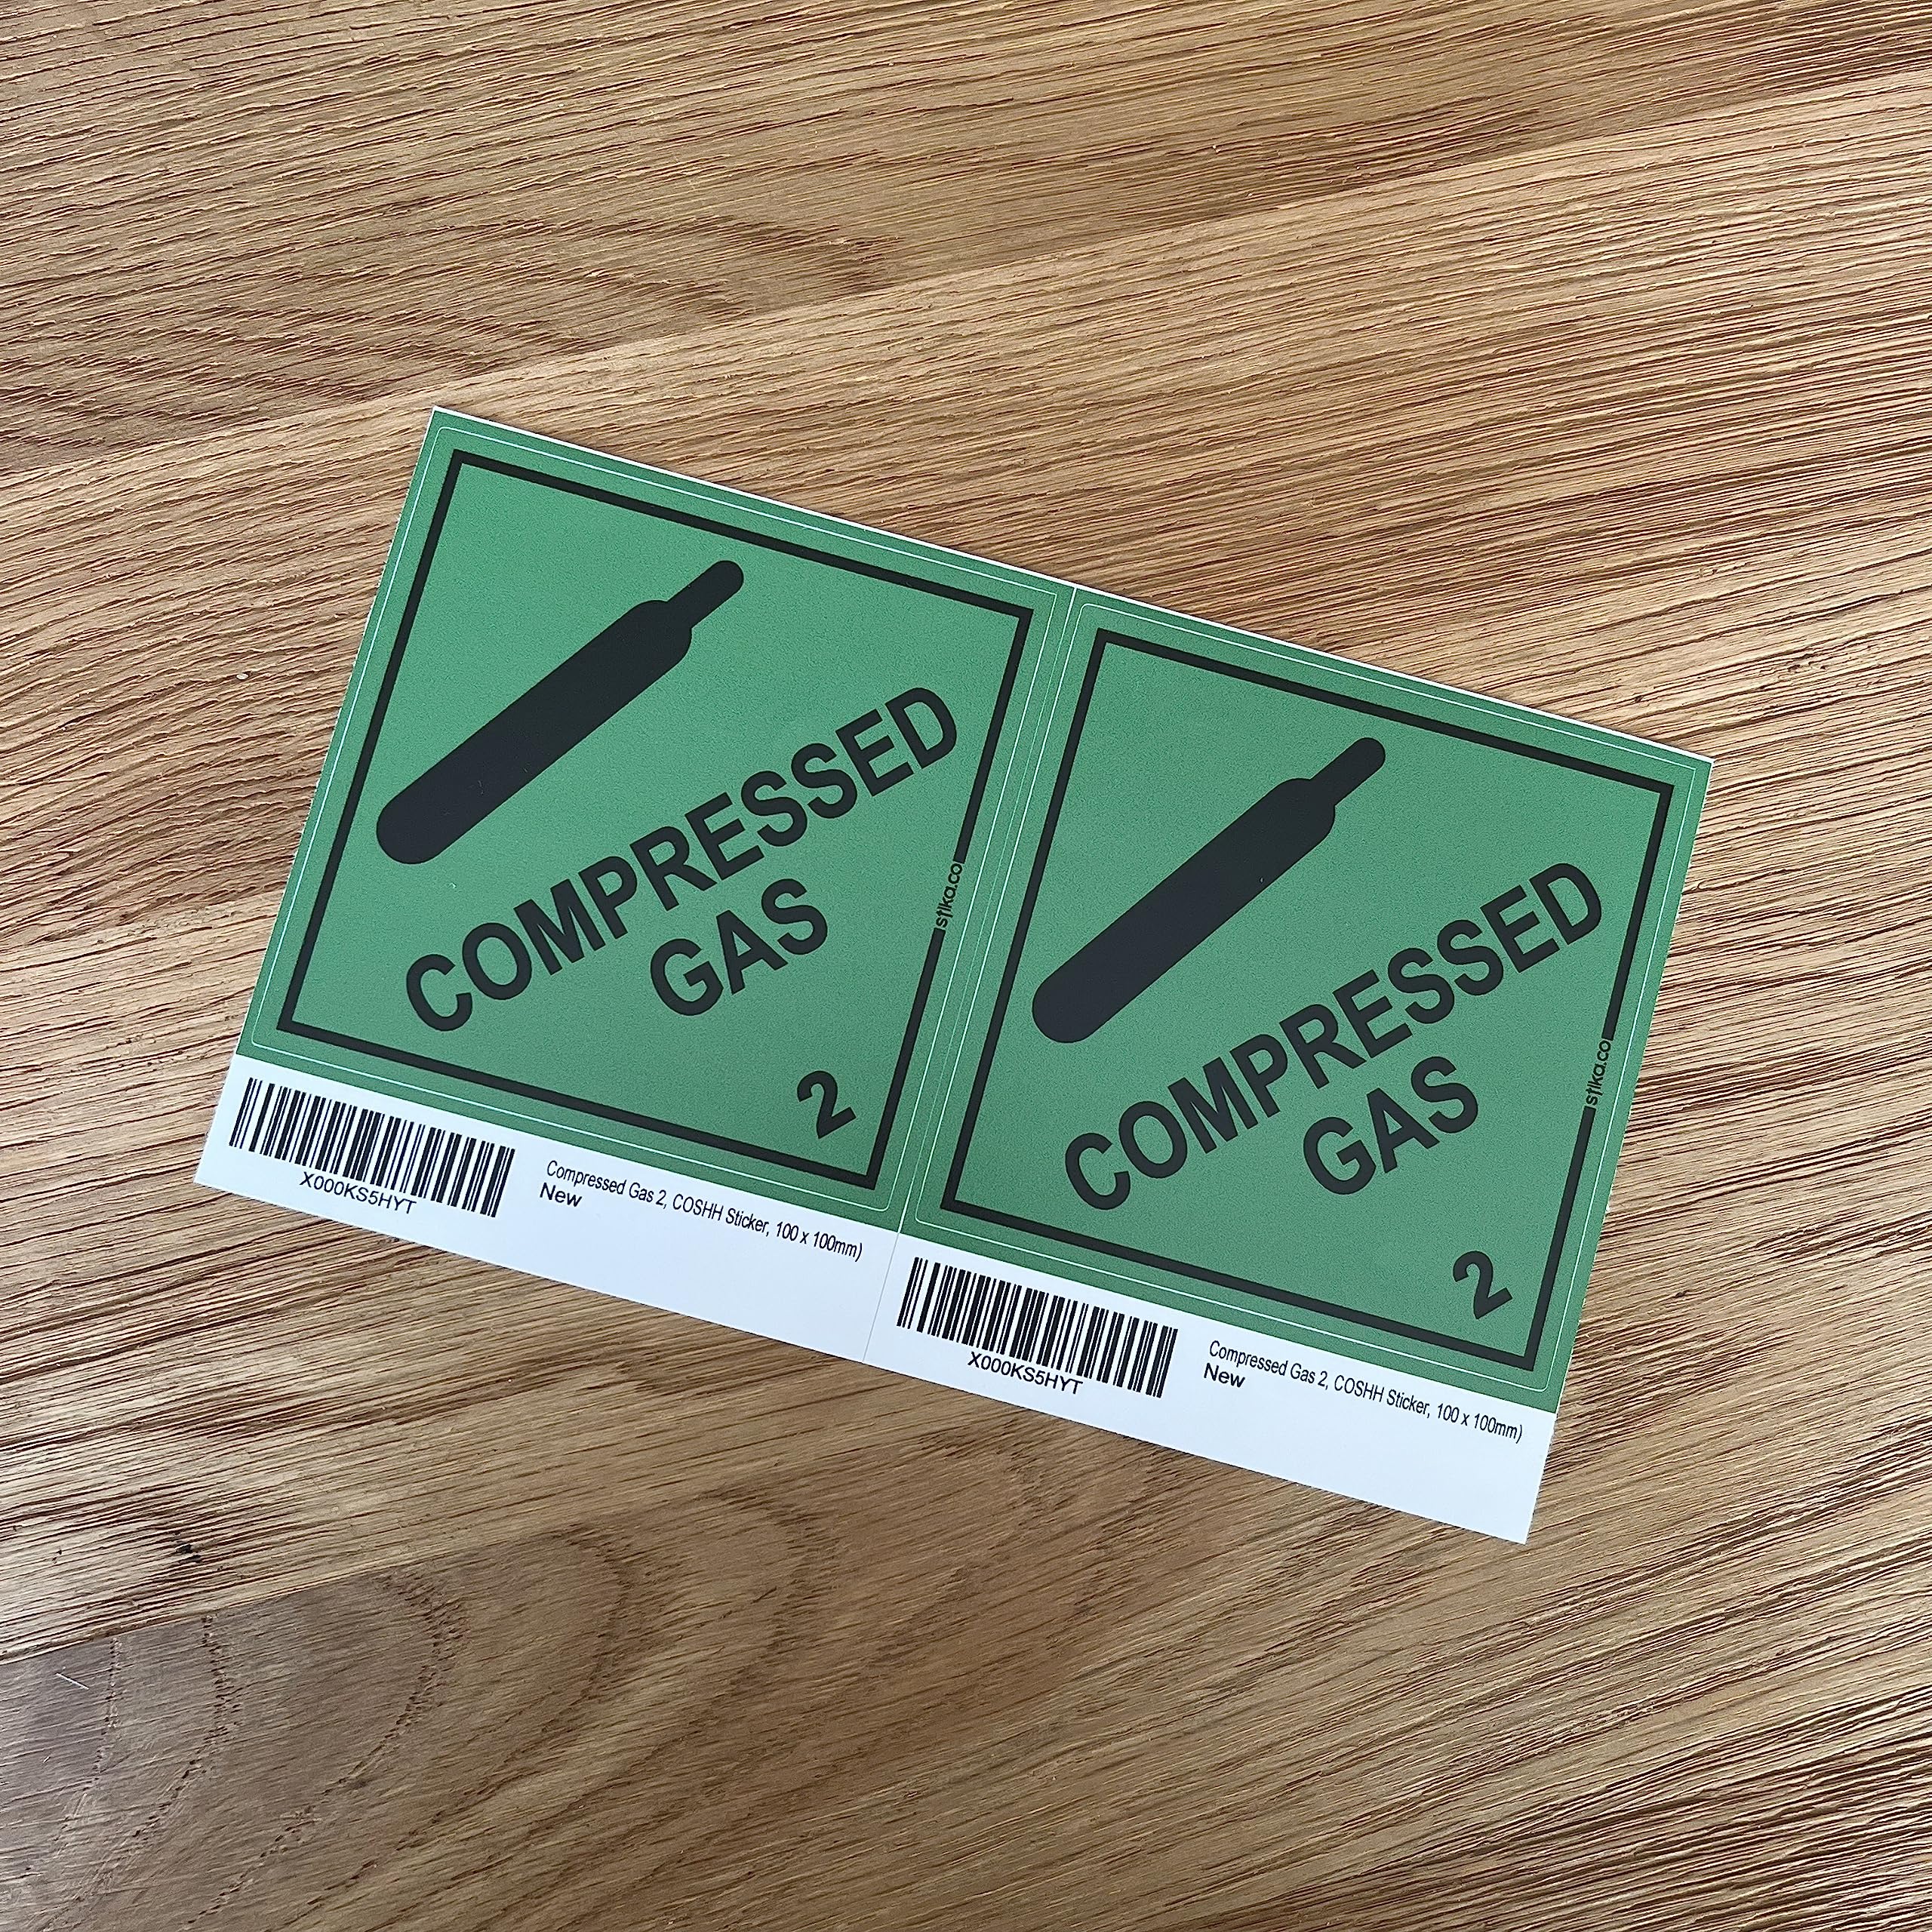 COMPRESSED
GAS
stika.co
2
X000KS5HYT
Compressed Gas 2, COSHH Sticker, 100 x 100mm)
New
COMPRESSED
GAS
stika.co
2
X000KS5HYT
Compressed Gas 2, COSHH Sticker, 100 x 100mm)
New